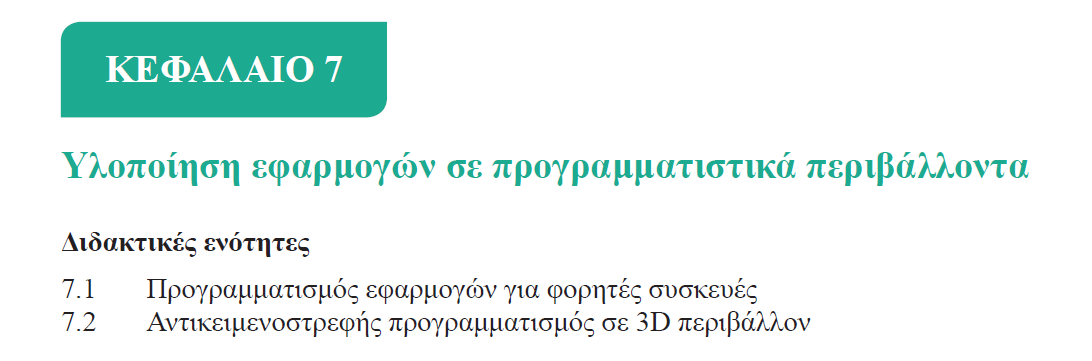 ΚΕΦΑΛΑΙΟ 7
Υλοποίηση εφαρμογών σε προγραμματιστικά περιβάλλοντα
Διδακτικές ενότητες
7.1 Προγραμματισμός εφαρμογών για φορητές συσκευές
7.2 Αντικειμενοστρεφής προγραμματισμός σε 3D περιβάλλον